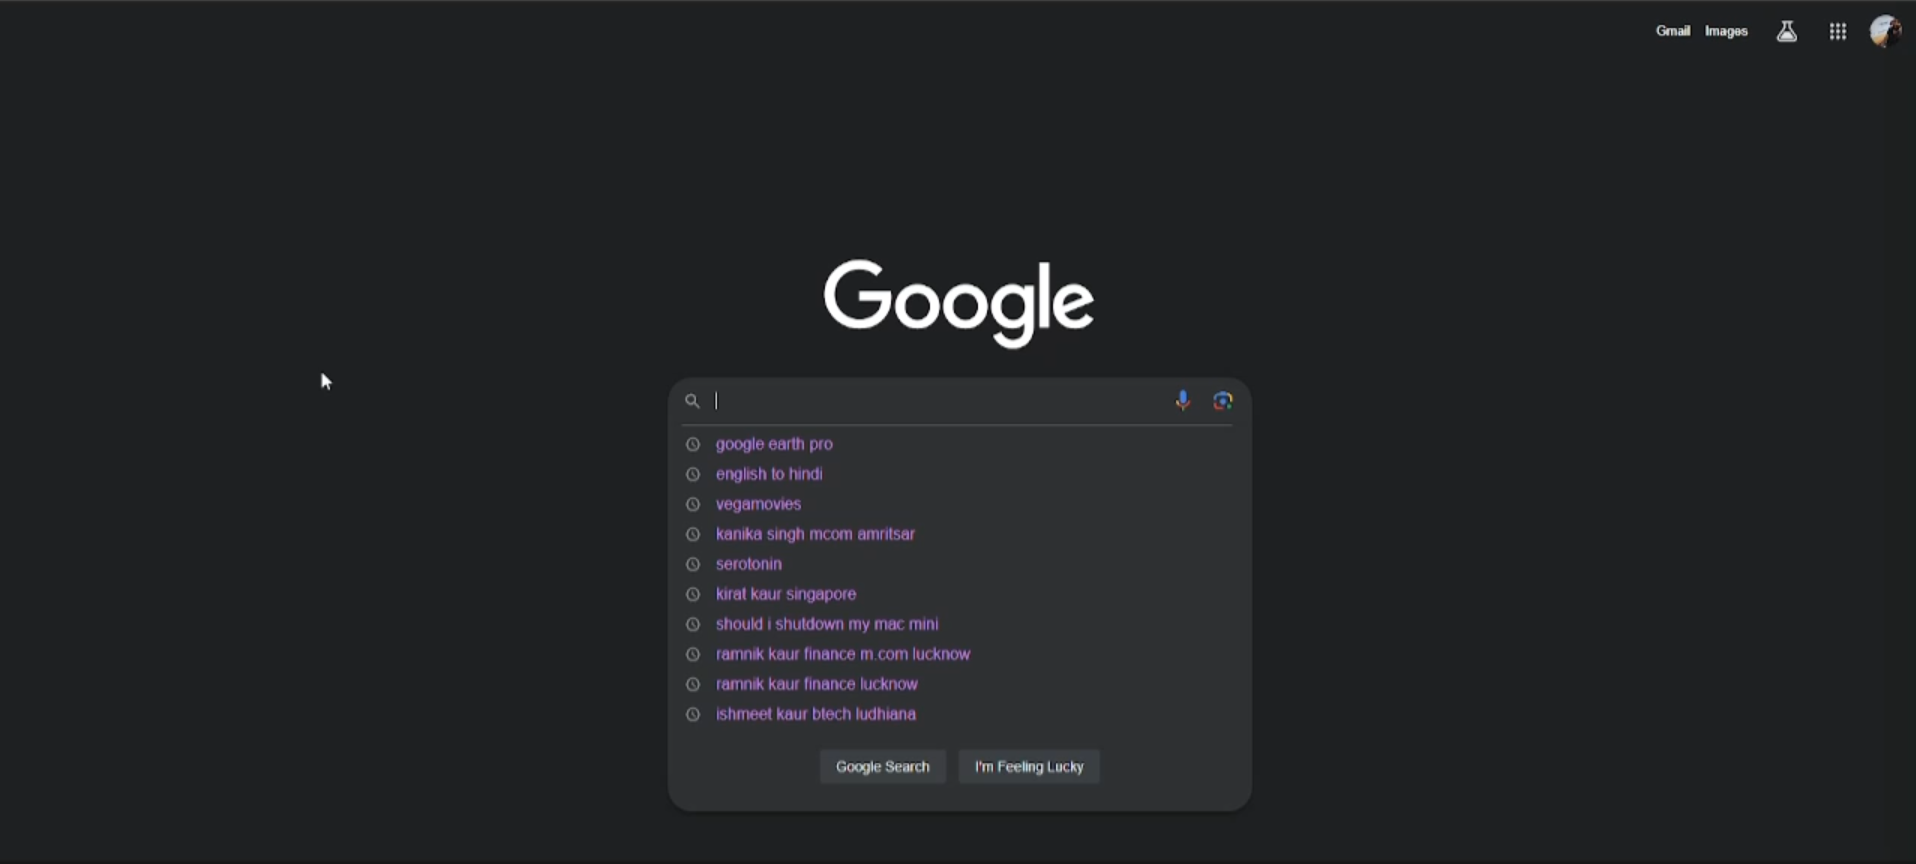 Gmail Images
Google
google earth pro
english to hindi
vegamovies
kanika singh mcom amritsar
serotonin
kirat kaur singapore
should i shutdown my mac mini
ramnik kaur finance m.com lucknow
ramnik kaur finance lucknow
ishmeet kaur btech ludhiana
Google Search I'm Feeling Lucky